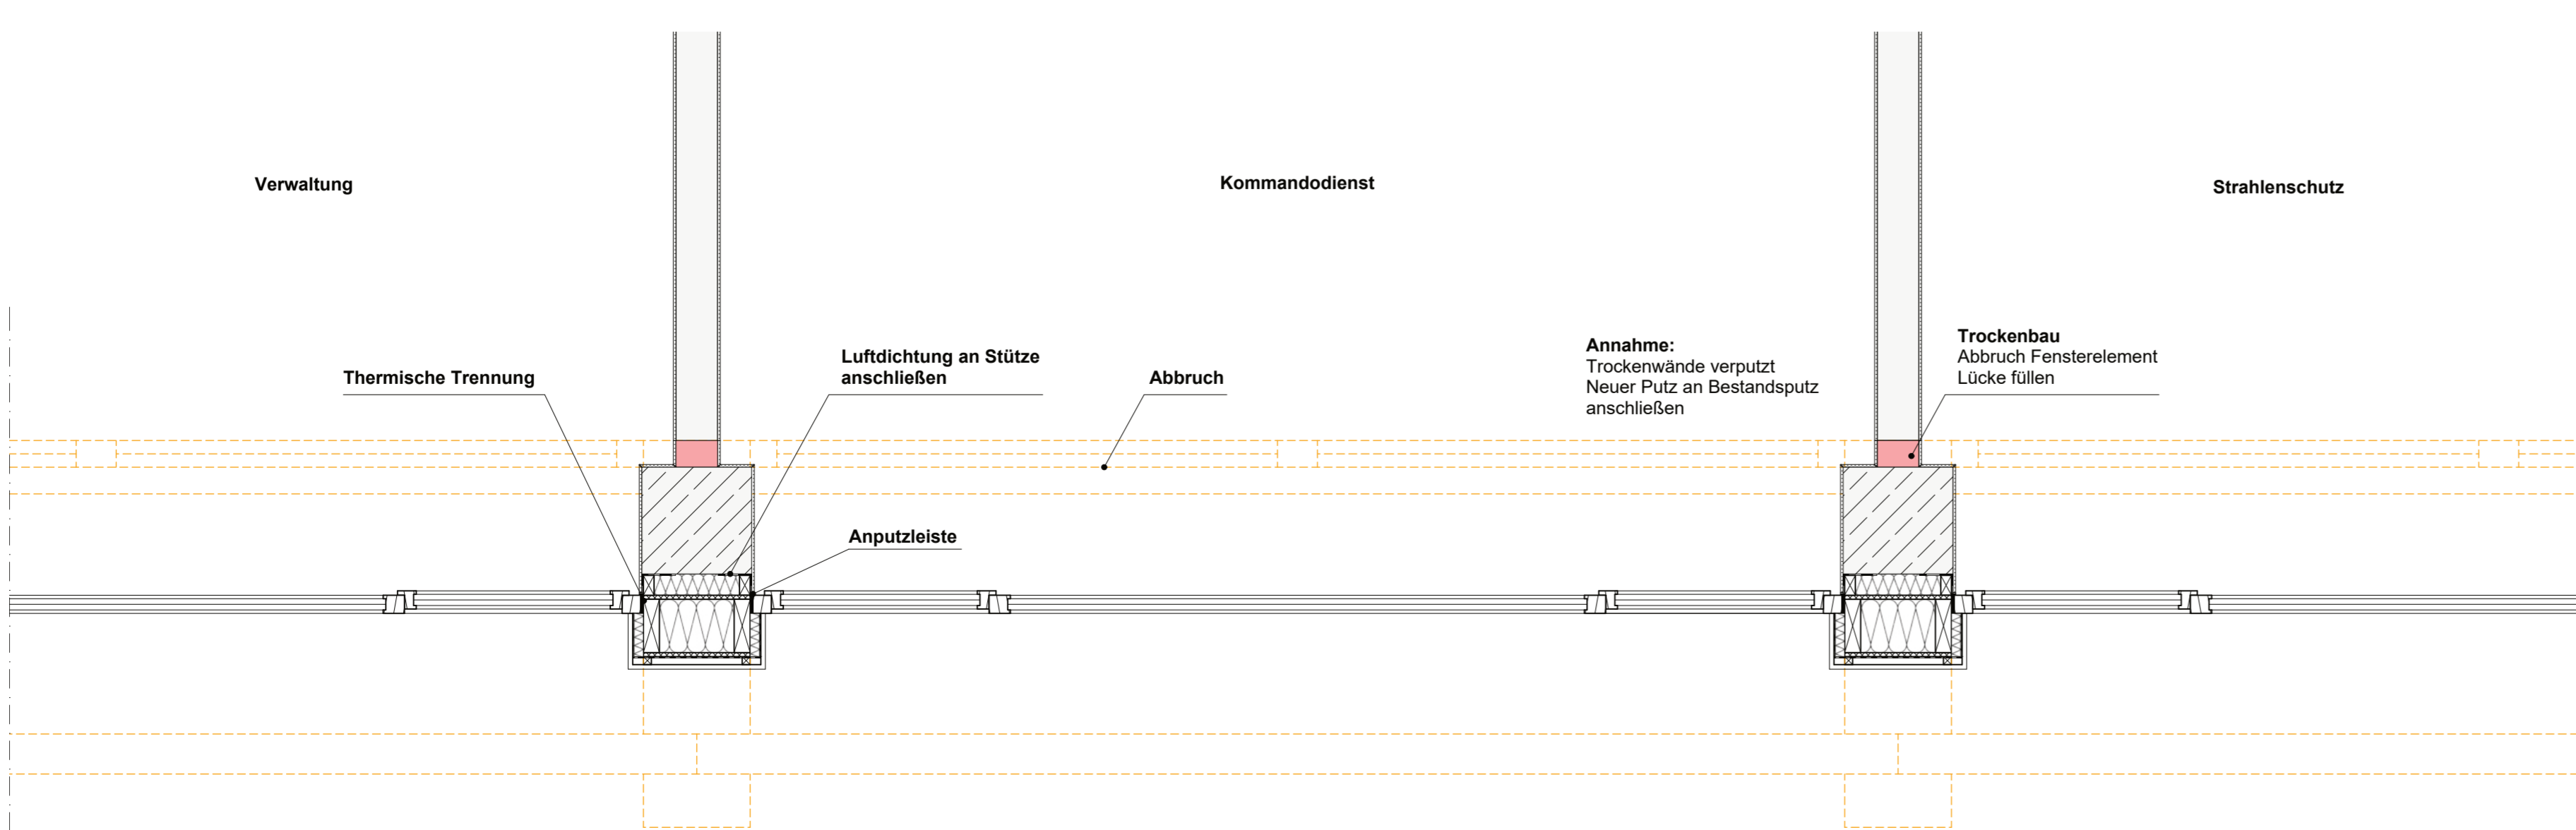 Verwaltung
Kommandodienst
Strahlenschutz
Thermische Trennung
Luftdichtung an Stütze
anschließen
Abbruch
Annahme:
Trockenwände verputzt
Neuer Putz an Bestandsputz
anschließen
Trockenbau
Abbruch Fensterelement
Lücke füllen
Anputzleiste